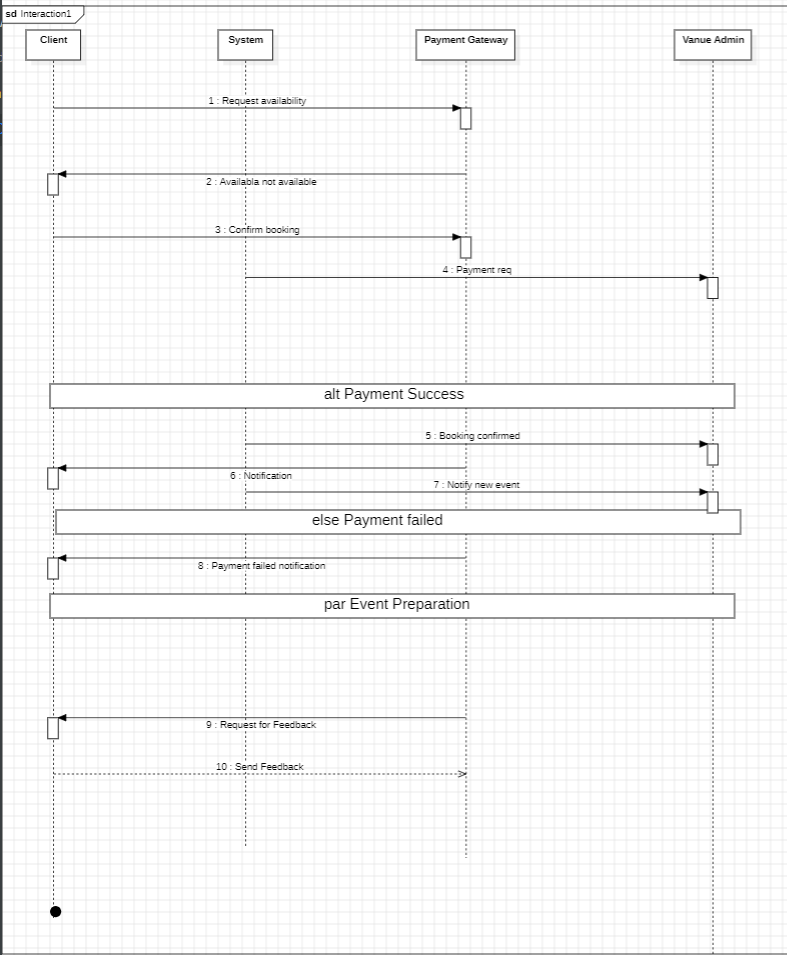 sd Interaction1
Client
System
Payment Gateway
Vanue Admin
1 : Request availability
2 : Availabla not available
3 : Confirm booking
4 : Payment req
alt Payment Success
5 : Booking confirmed
6 : Notification
7 : Notify new event
else Payment failed
8 : Payment failed notification
par Event Preparation
9 : Request for Feedback
10 : Send Feedback